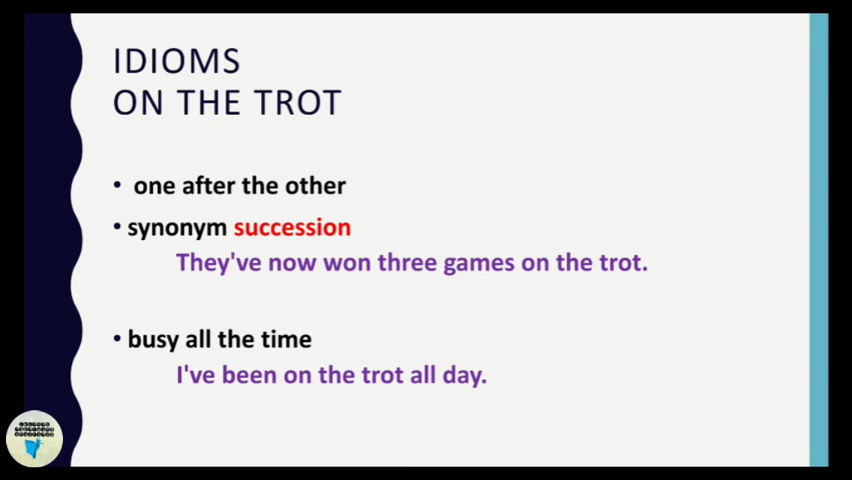 IDIOMS
ON THE TROT
• one after the other
• synonym succession
They've now won three games on the trot.
• busy all the time
I've been on the trot all day.